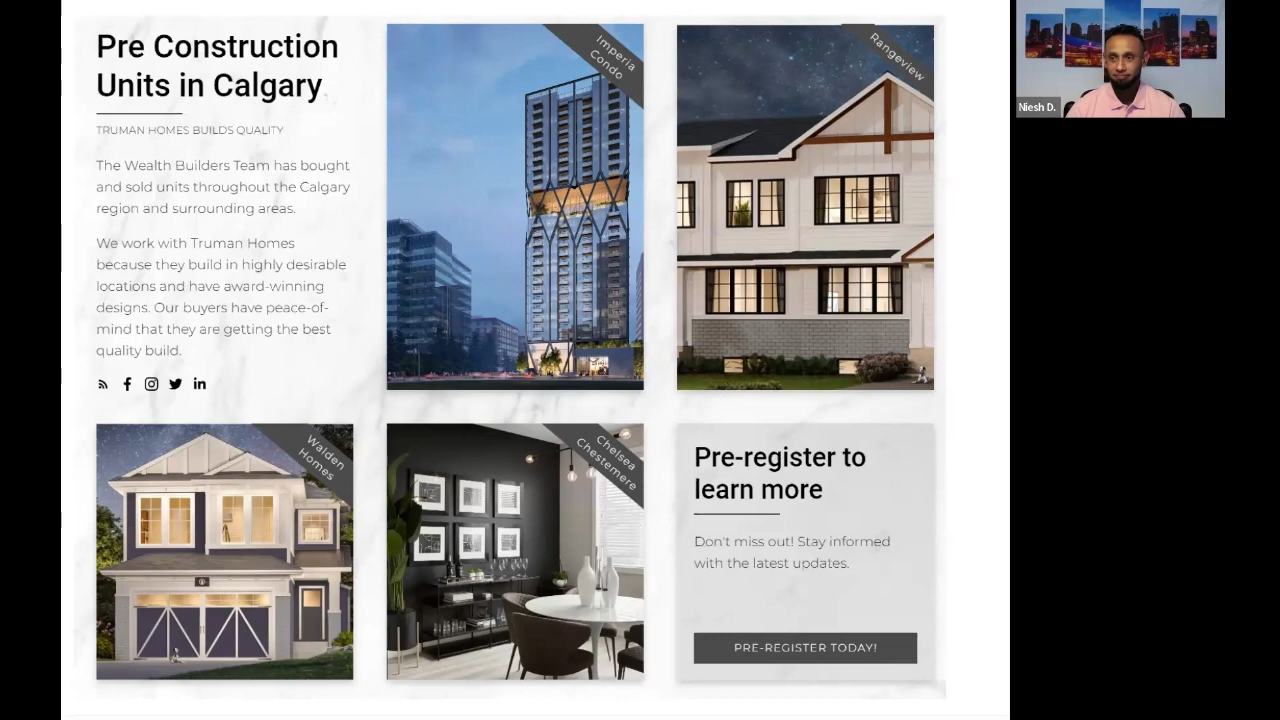 Pre Construction
Units in Calgary
TRUMAN HOMES BUILDS QUALITY
The Wealth Builders Team has bought
and sold units throughout the Calgary
region and surrounding areas.
We work with Truman Homes
because they build in highly desirable
locations and have award-winning
designs. Our buyers have peace-of-
mind that they are getting the best
quality build.
Imperia
Condo
Rangeview
Walden
Homes
Chelsea
Chestemere
Pre-register to
learn more
Don't miss out! Stay informed
with the latest updates.
PRE-REGISTER TODAY!
Niesh D.